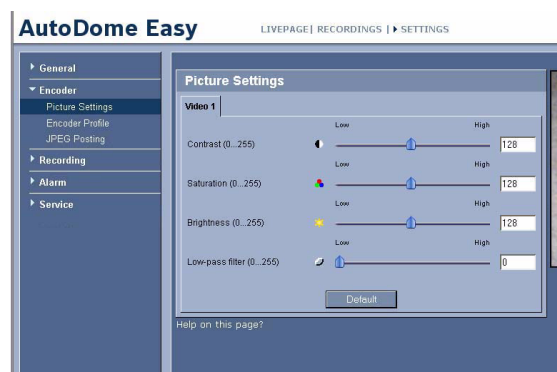 AutoDome Easy
LIVEPAGE| RECORDINGS | SETTINGS
General
Encoder
Picture Settings
Encoder Profile
JPEG Posting
Recording
Alarm
Service
Picture Settings
Video 1
Low High
Contrast (0...255) 128
Low High
Saturation (0...255) 128
Low High
Brightness (0...255) 128
Low High
Low-pass filter (0...255) 0
Default
Help on this page?